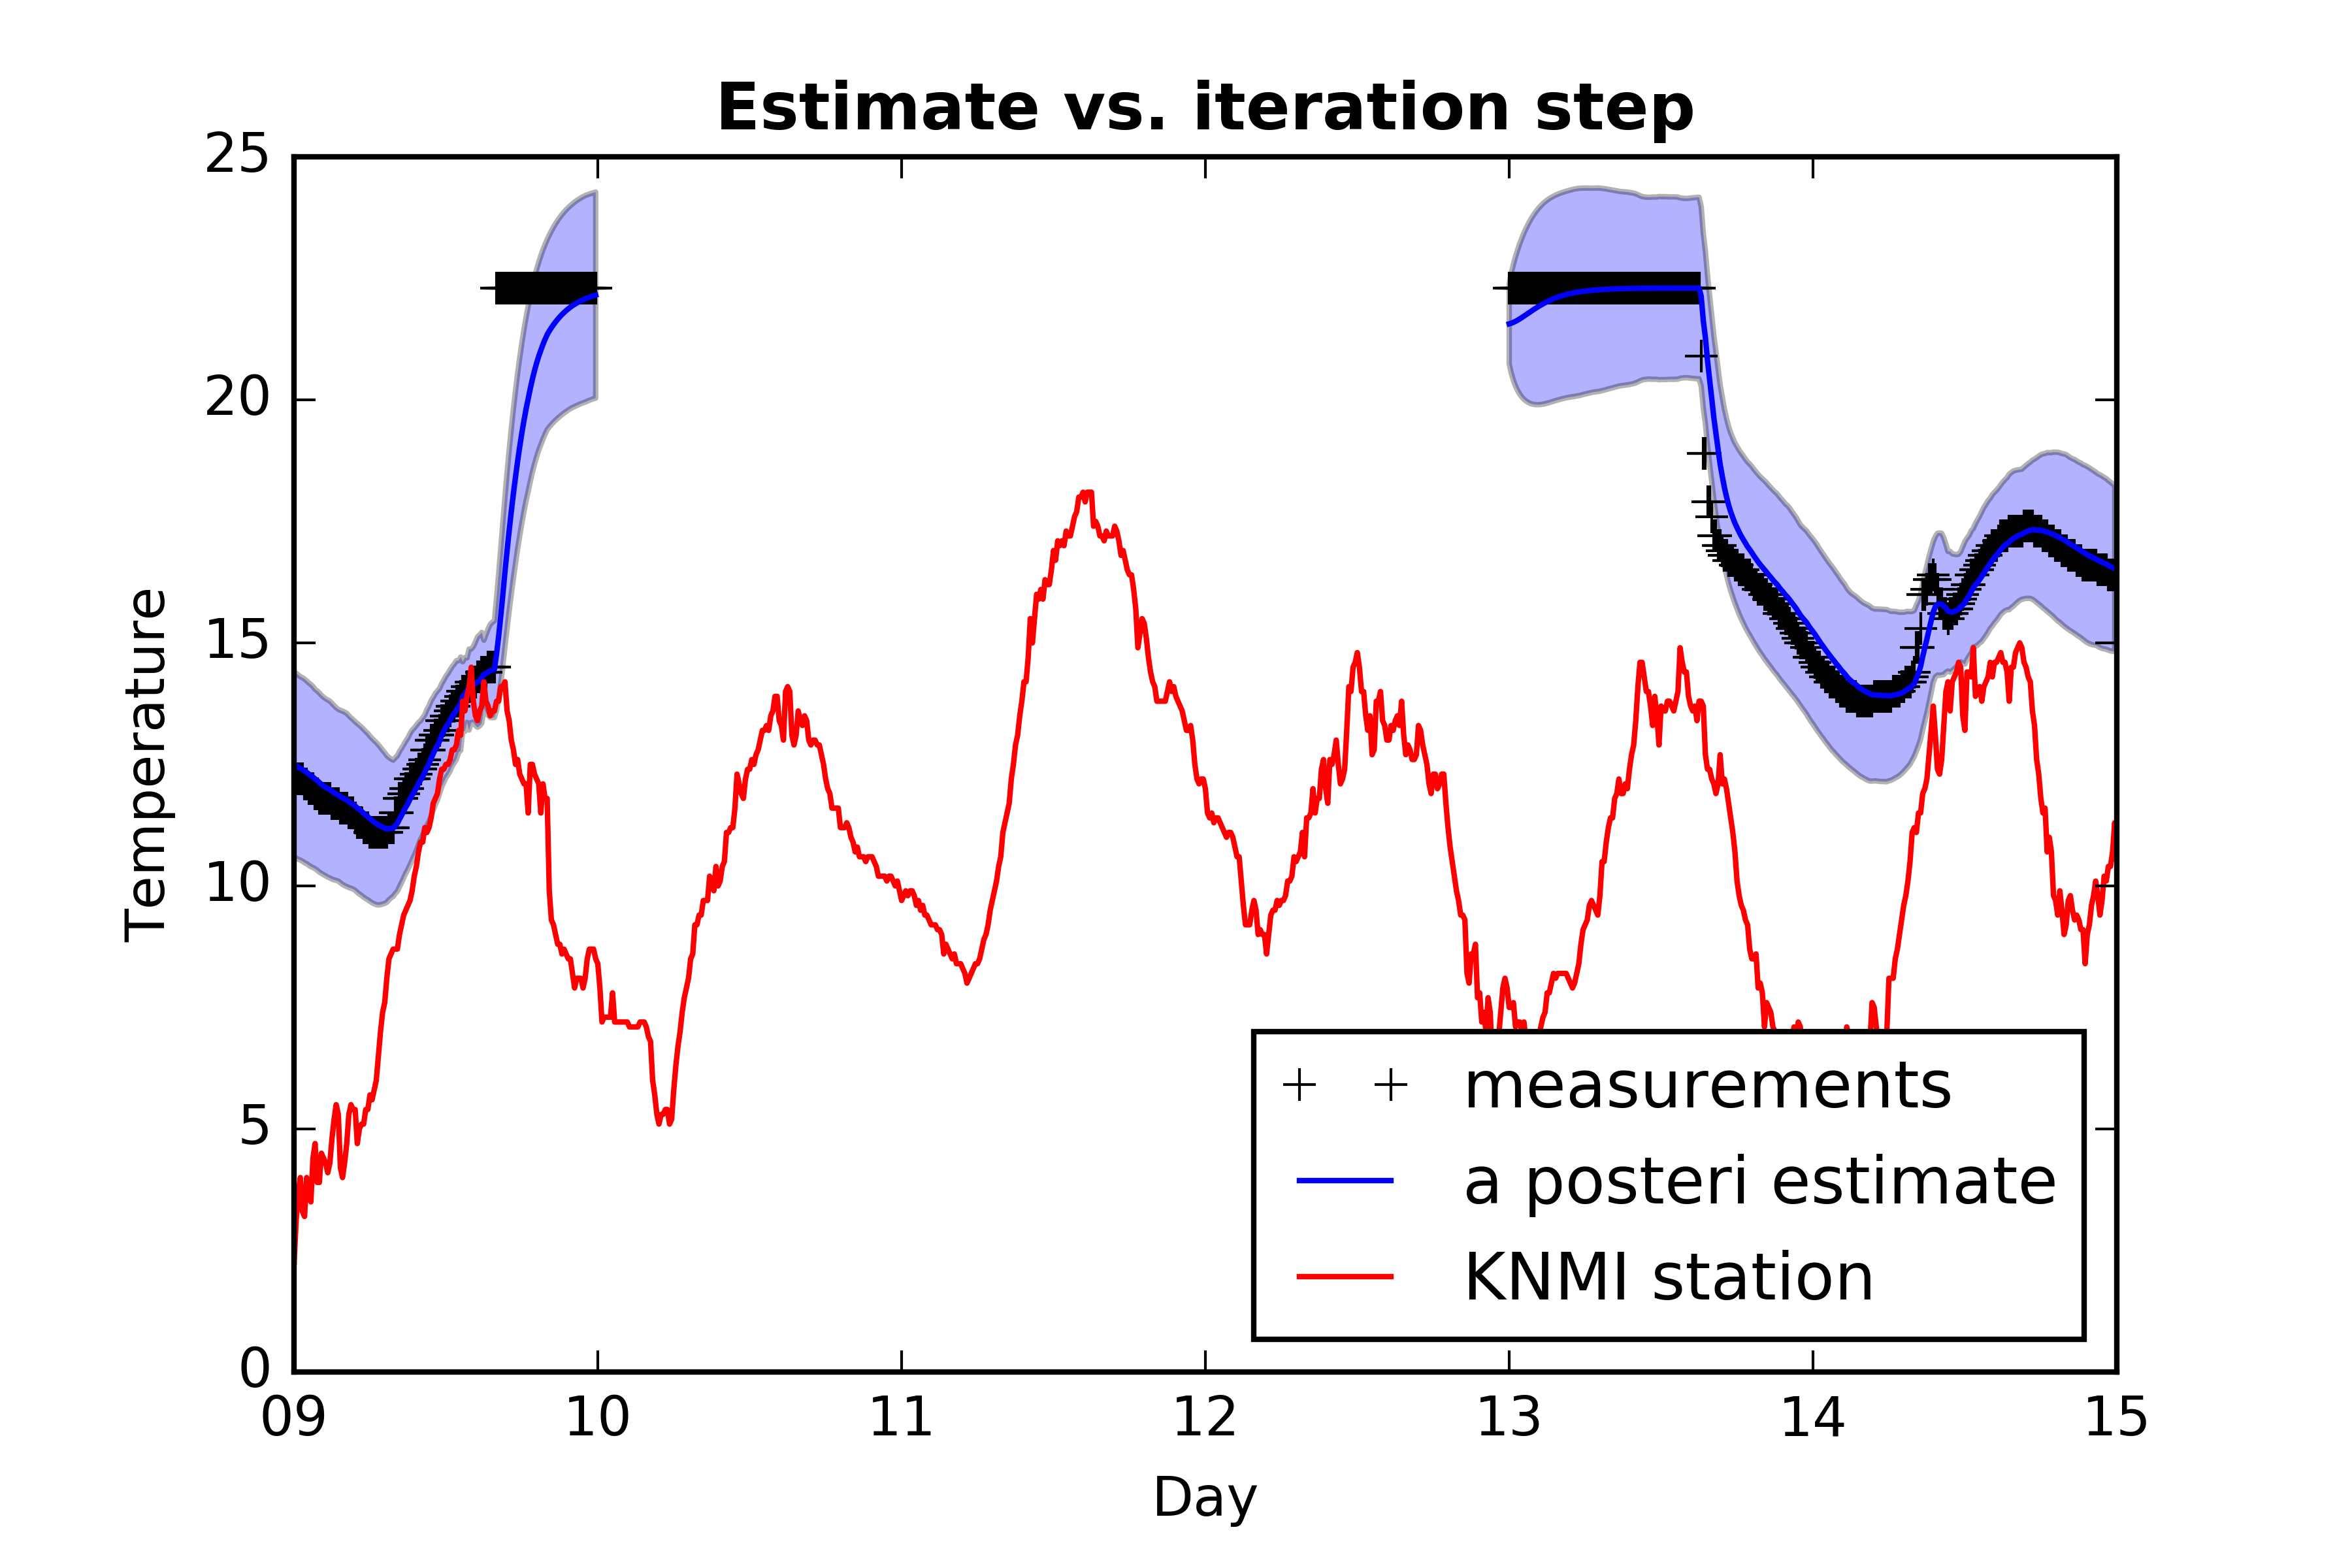 Estimate vs. iteration step
25
20
15
10
5
0
Temperature
09 10 11 12 13 14 15
Day
measurements
a posteri estimate
KNMI station